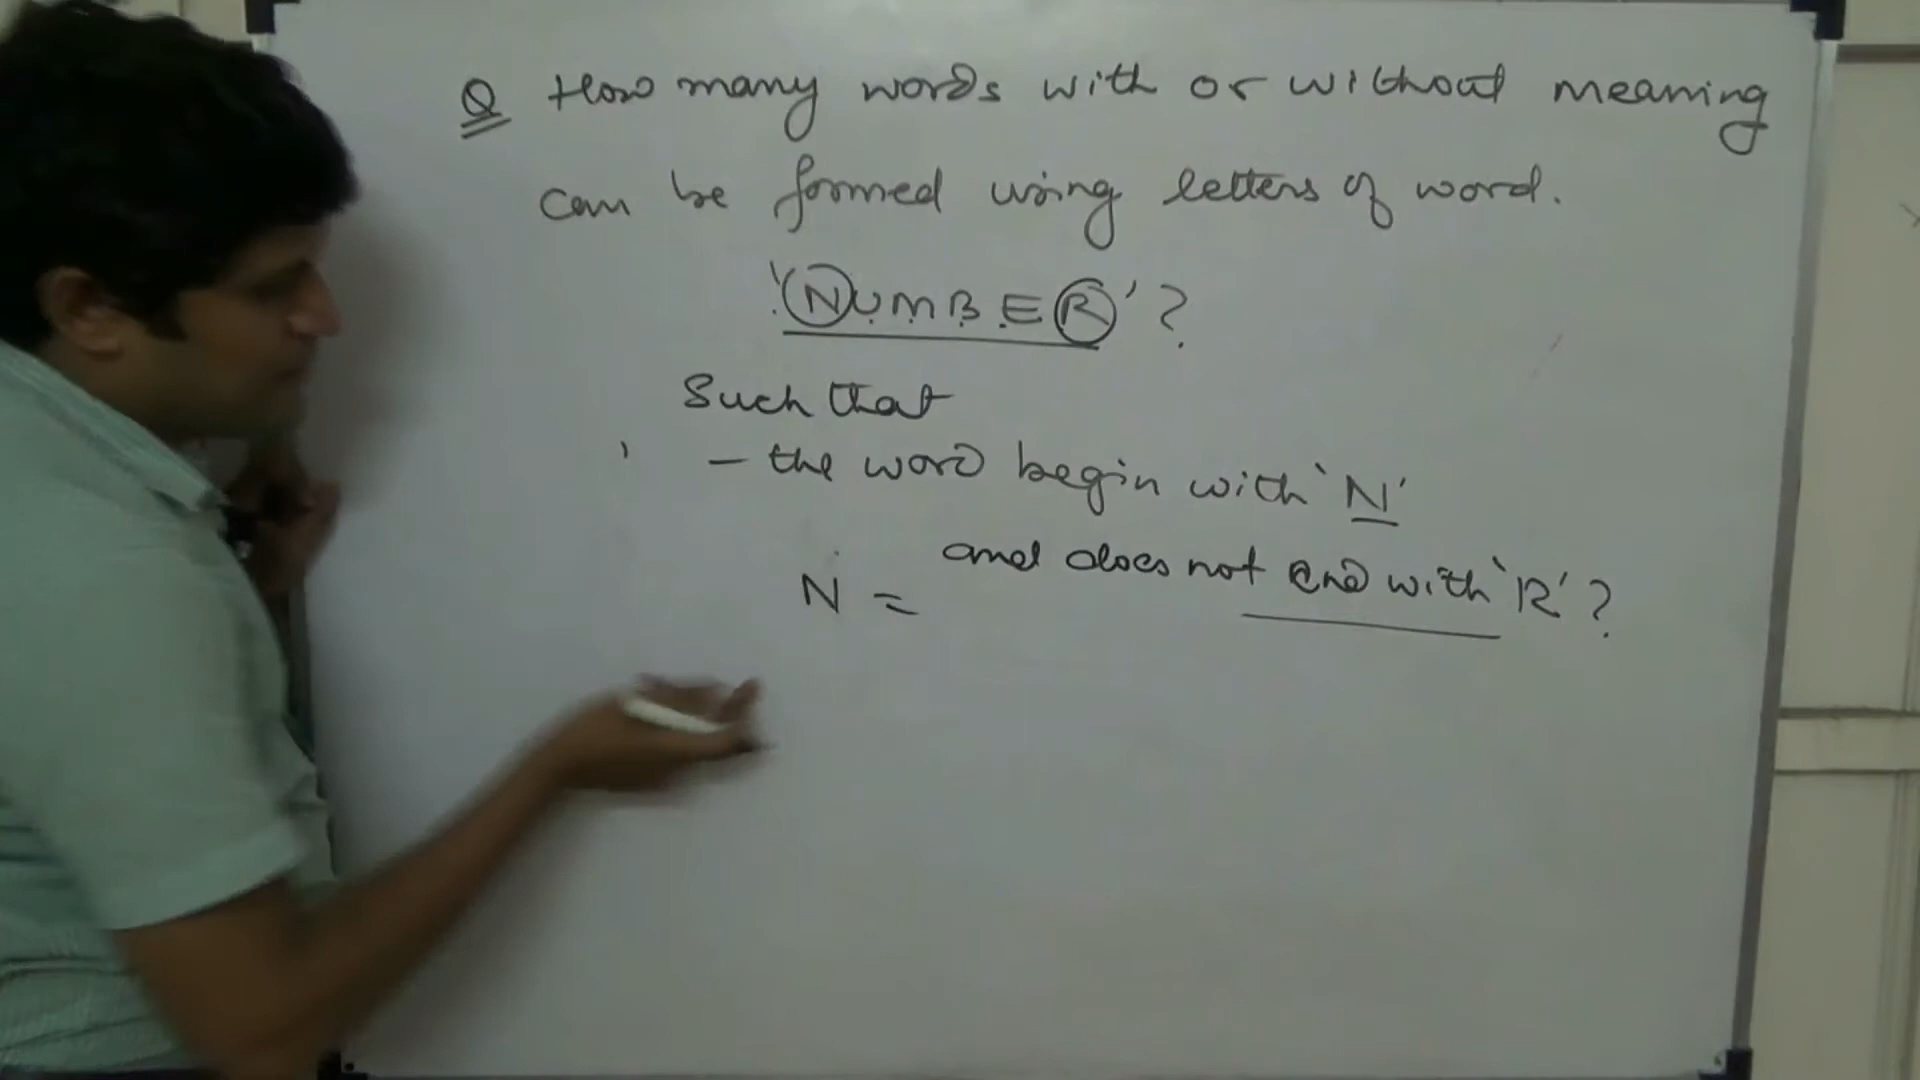 Q How many words with or without meaning
can be formed using letters of word.
'NUMBER' ?
Such that
- the word begin with 'N'
and does not end with 'R' ?
N =